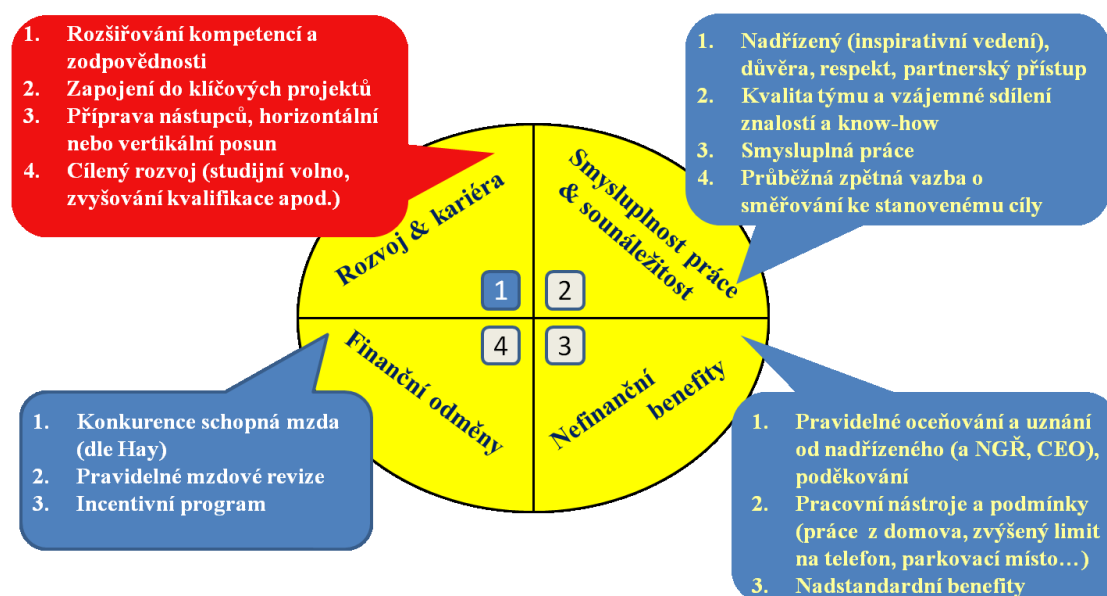 1. Rozšiřování kompetencí a
zodpovědnosti
2. Zapojení do klíčových projektů
3. Příprava nástupců, horizontální
nebo vertikální posun
4. Cílený rozvoj (studijní volno,
zvyšování kvalifikace apod.)
1. Nadřízený (inspirativní vedení),
důvěra, respekt, partnerský přístup
2. Kvalita týmu a vzájemné sdílení
znalostí a know-how
3. Smysluplná práce
4. Průběžná zpětná vazba o
směřování ke stanovenému cíly
Rozvoj & kariéra
Smysluplnost práce
& sounáležitost
1
2
4
3
Finanční odměny
Nefinanční
benefity
1. Konkurence schopná mzda
(dle Hay)
2. Pravidelné mzdové revize
3. Incentivní program
1. Pravidelné oceňování a uznání
od nadřízeného (a NGŘ, CEO),
poděkování
2. Pracovní nástroje a podmínky
(práce z domova, zvýšený limit
na telefon, parkovací místo…)
3. Nadstandardní benefity